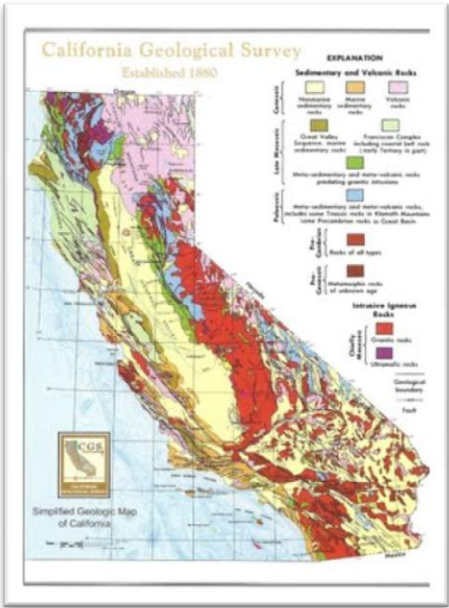 California Geological Survey
Established 1880
EXPLANATION
Sedimentary and Volcanic Rocks
Cenozoic
Nonmarine sedimentary rocks
Marine sedimentary rocks
Volcanic rocks
Late Mesozoic
Great Valley Sequence, marine sedimentary rocks
Franciscan Complex
including coastal belt rock
(early Tertiary in part)
Meta-sedimentary and meta-volcanic rocks
predating granitic intrusions
Paleozoic
Meta-sedimentary and meta-volcanic rocks,
includes some Triassic rocks in Klamath Mountains
some Precambrian rocks in Great Basin
Pre-
Cambrian
Rocks of all types
Pre-
Cenozoic
Metamorphic rocks
of unknown age
Intrusive Igneous
Rocks
Chiefly
Mesozoic
Granitic rocks
Ultramafic rocks
Geological
boundary
Fault
Oregon
Mexico
CGS
CALIFORNIA
GEOLOGICAL SURVEY
Simplified Geologic Map
of California